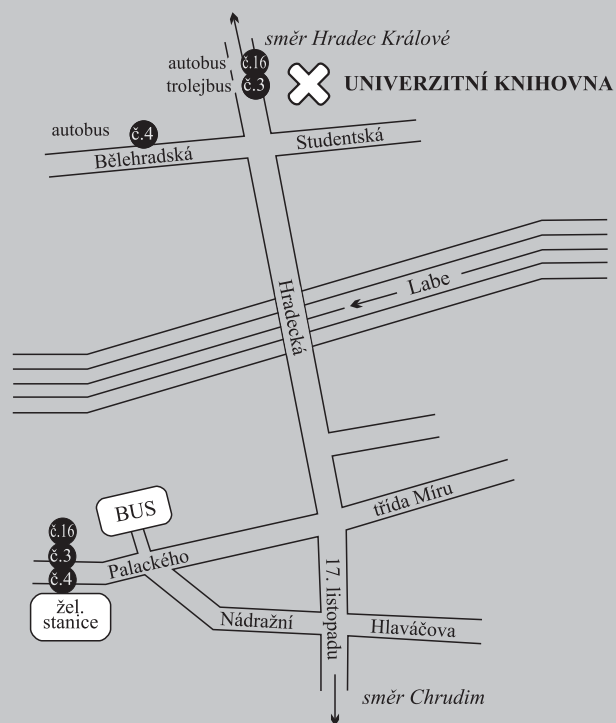 směr Hradec Králové
autobus č.16
trolejbus č.3
UNIVERZITNÍ KNIHOVNA
autobus č.4
Bělehradská
Studentská
Hradecká
Labe
třída Míru
BUS
č.16
č.3
č.4
Palackého
žel.
stanice
17. listopadu
Nádražní
Hlaváčova
směr Chrudim